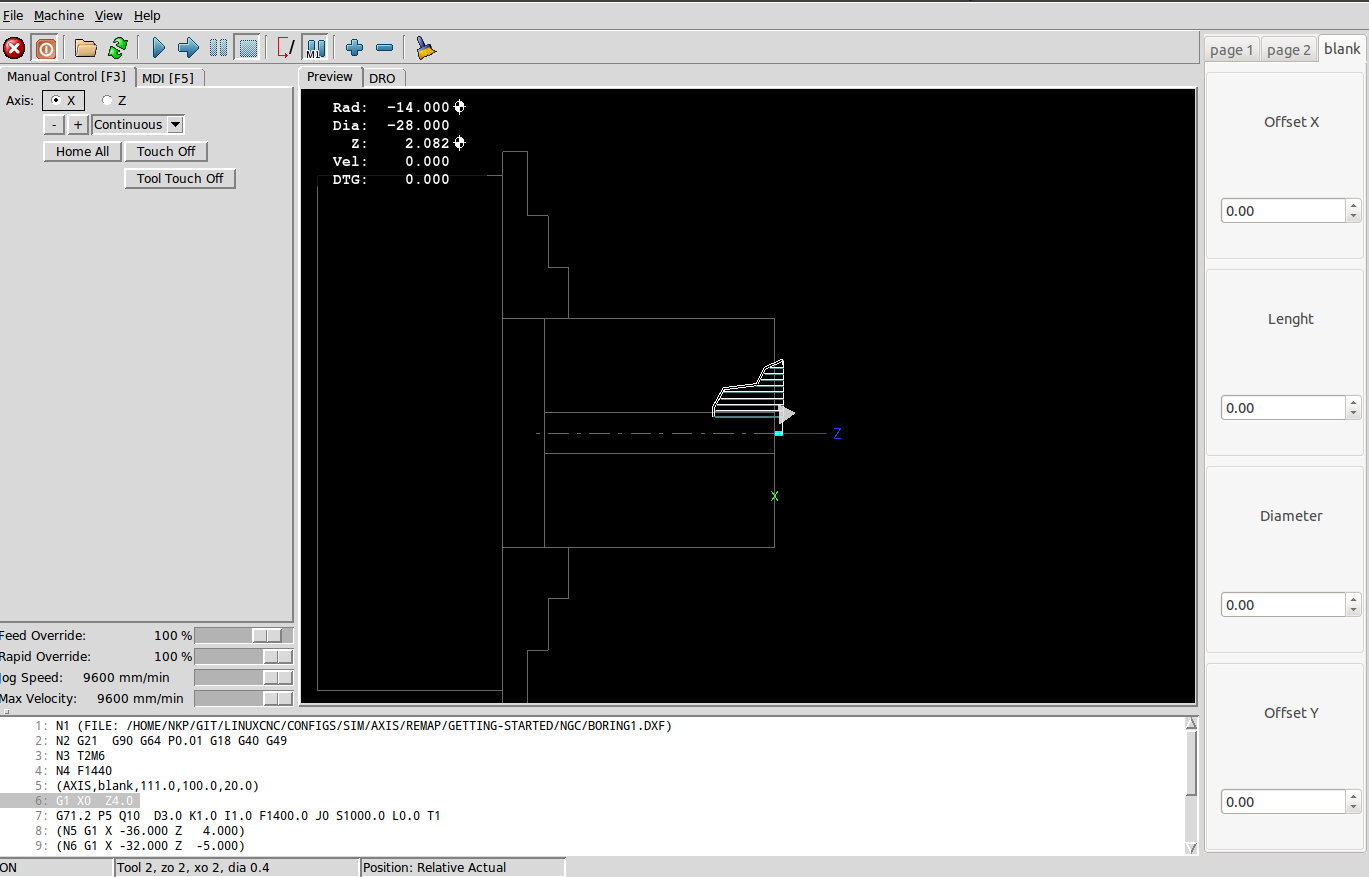 File Machine View Help
M1
Manual Control [F3] MDI [F5]
Axis: X Z
- + Continuous
Home All Touch Off
Tool Touch Off
Preview DRO
Rad: -14.000
Dia: -28.000
Z: 2.082
Vel: 0.000
DTG: 0.000
Z
X
page 1 page 2 blank
Offset X
0.00
Lenght
0.00
Diameter
0.00
Offset Y
0.00
Feed Override: 100 %
Rapid Override: 100 %
Jog Speed: 9600 mm/min
Max Velocity: 9600 mm/min
1: N1 (FILE: /HOME/NKP/GIT/LINUXCNC/CONFIGS/SIM/AXIS/REMAP/GETTING-STARTED/NGC/BORING1.DXF)
2: N2 G21 G90 G64 P0.01 G18 G40 G49
3: N3 T2M6
4: N4 F1440
5: (AXIS,blank,111.0,100.0,20.0)
6: G1 X0 Z4.0
7: G71.2 P5 Q10 D3.0 K1.0 I1.0 F1400.0 J0 S1000.0 L0.0 T1
8: (N5 G1 X -36.000 Z 4.000)
9: (N6 G1 X -32.000 Z -5.000)
ON Tool 2, zo 2, xo 2, dia 0.4 Position: Relative Actual